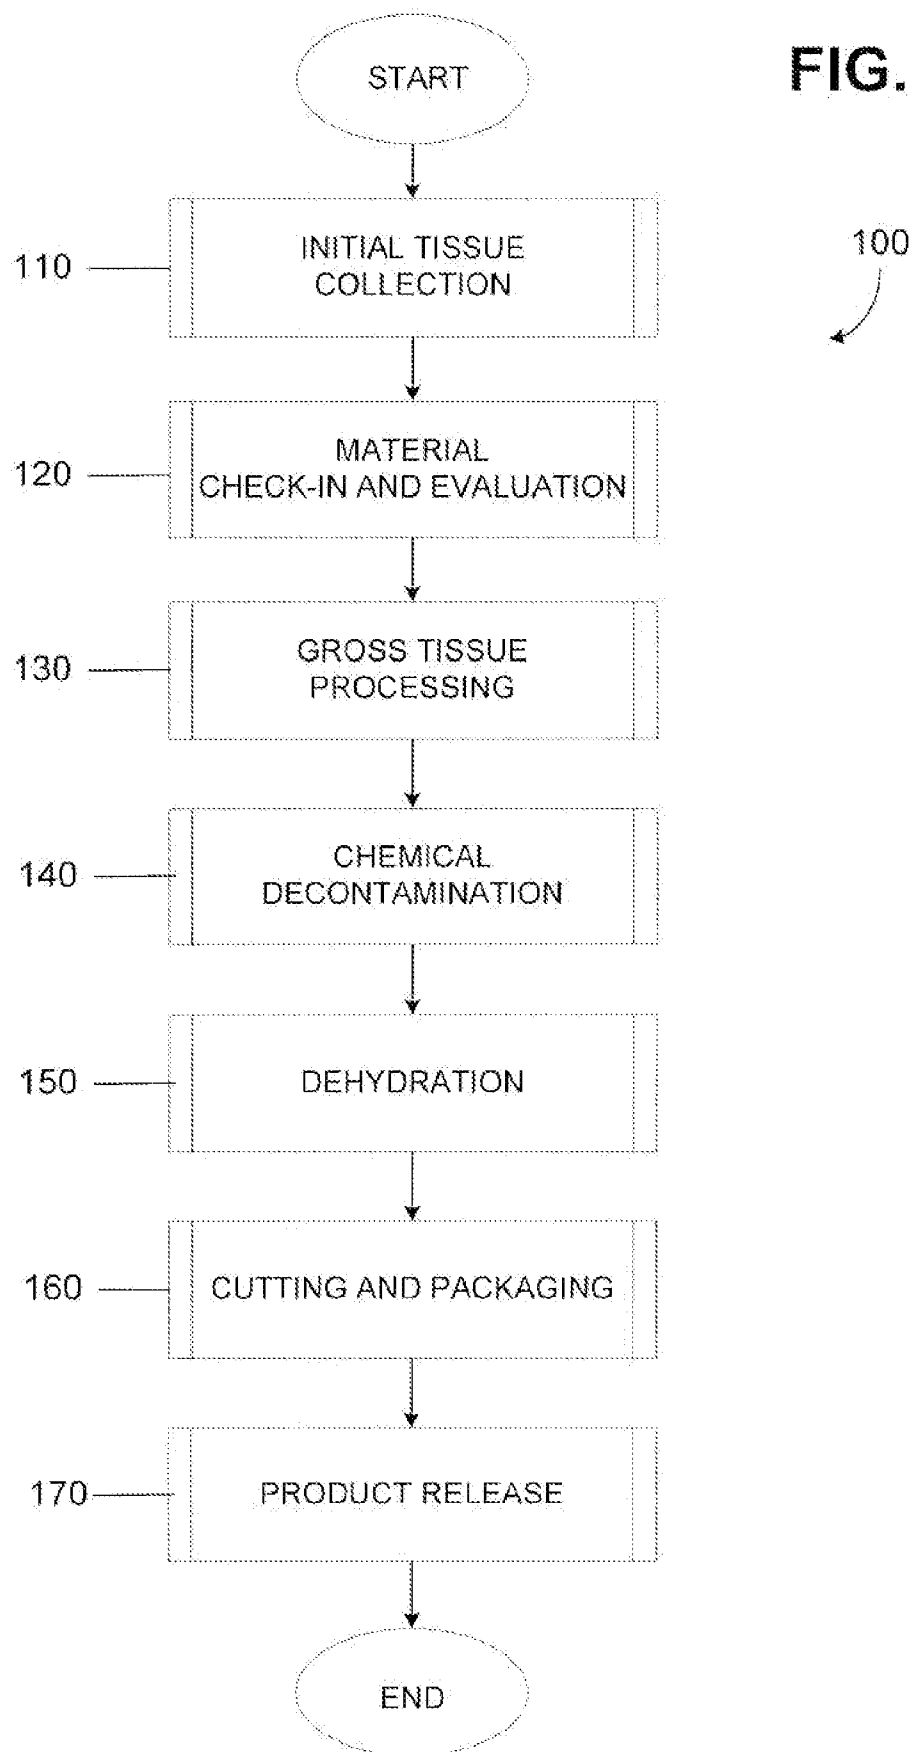 START
FIG.
100
110
INITIAL TISSUE
COLLECTION
120
MATERIAL
CHECK-IN AND EVALUATION
130
GROSS TISSUE
PROCESSING
140
CHEMICAL
DECONTAMINATION
150
DEHYDRATION
160
CUTTING AND PACKAGING
170
PRODUCT RELEASE
END